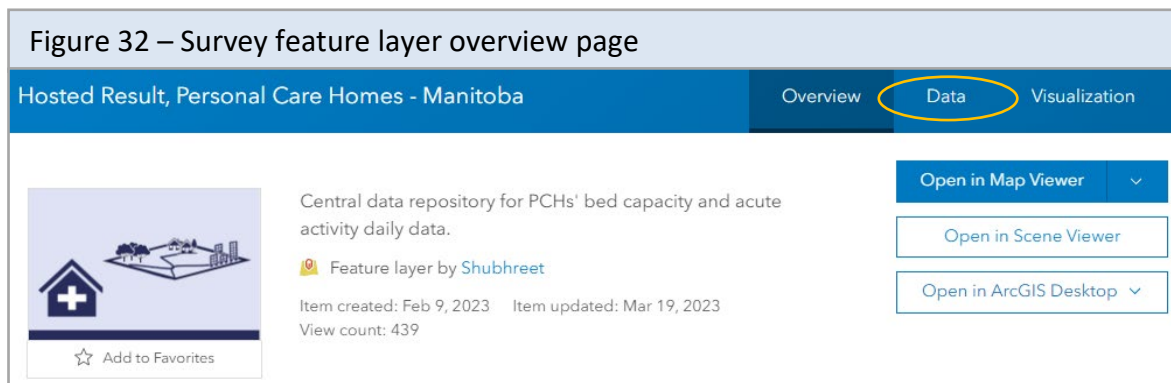 Figure 32 – Survey feature layer overview page
Hosted Result, Personal Care Homes - Manitoba
Overview
Data
Visualization
Central data repository for PCHs' bed capacity and acute
activity daily data.
Feature layer by Shubhreet
Item created: Feb 9, 2023 Item updated: Mar 19, 2023
View count: 439
Add to Favorites
Open in Map Viewer
Open in Scene Viewer
Open in ArcGIS Desktop